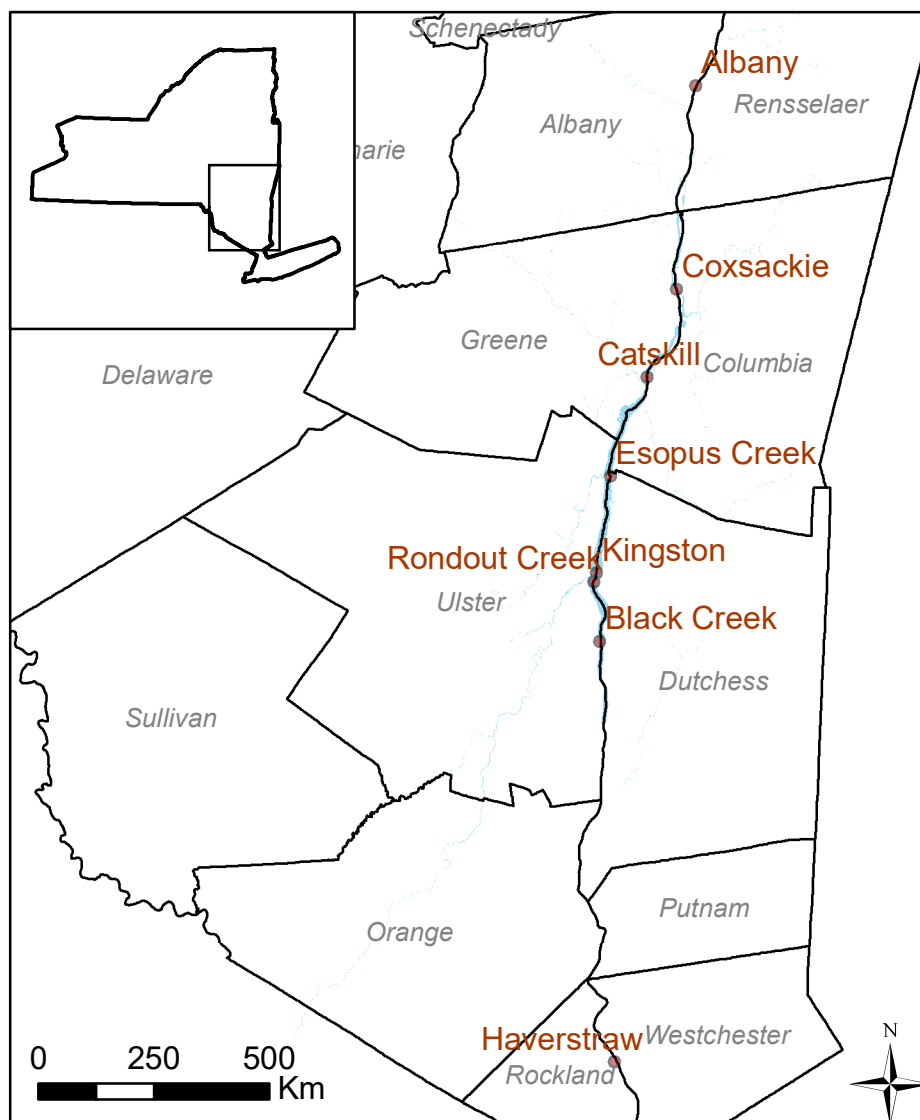 Schenectady
Albany
Rensselaer
Albany
harie
Coxsackie
Greene
Catskill
Columbia
Delaware
Esopus Creek
Kingston
Rondout Creek
Ulster
Black Creek
Dutchess
Sullivan
Putnam
Orange
Haverstraw
Westchester
Rockland
0 250 500
Km
N